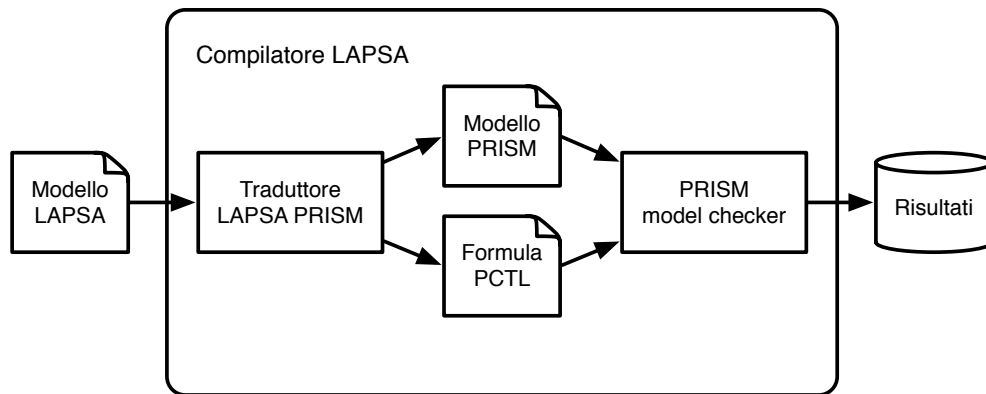 Compilatore LAPSA
Modello
LAPSA
Traduttore
LAPSA PRISM
Modello
PRISM
Formula
PCTL
PRISM
model checker
Risultati